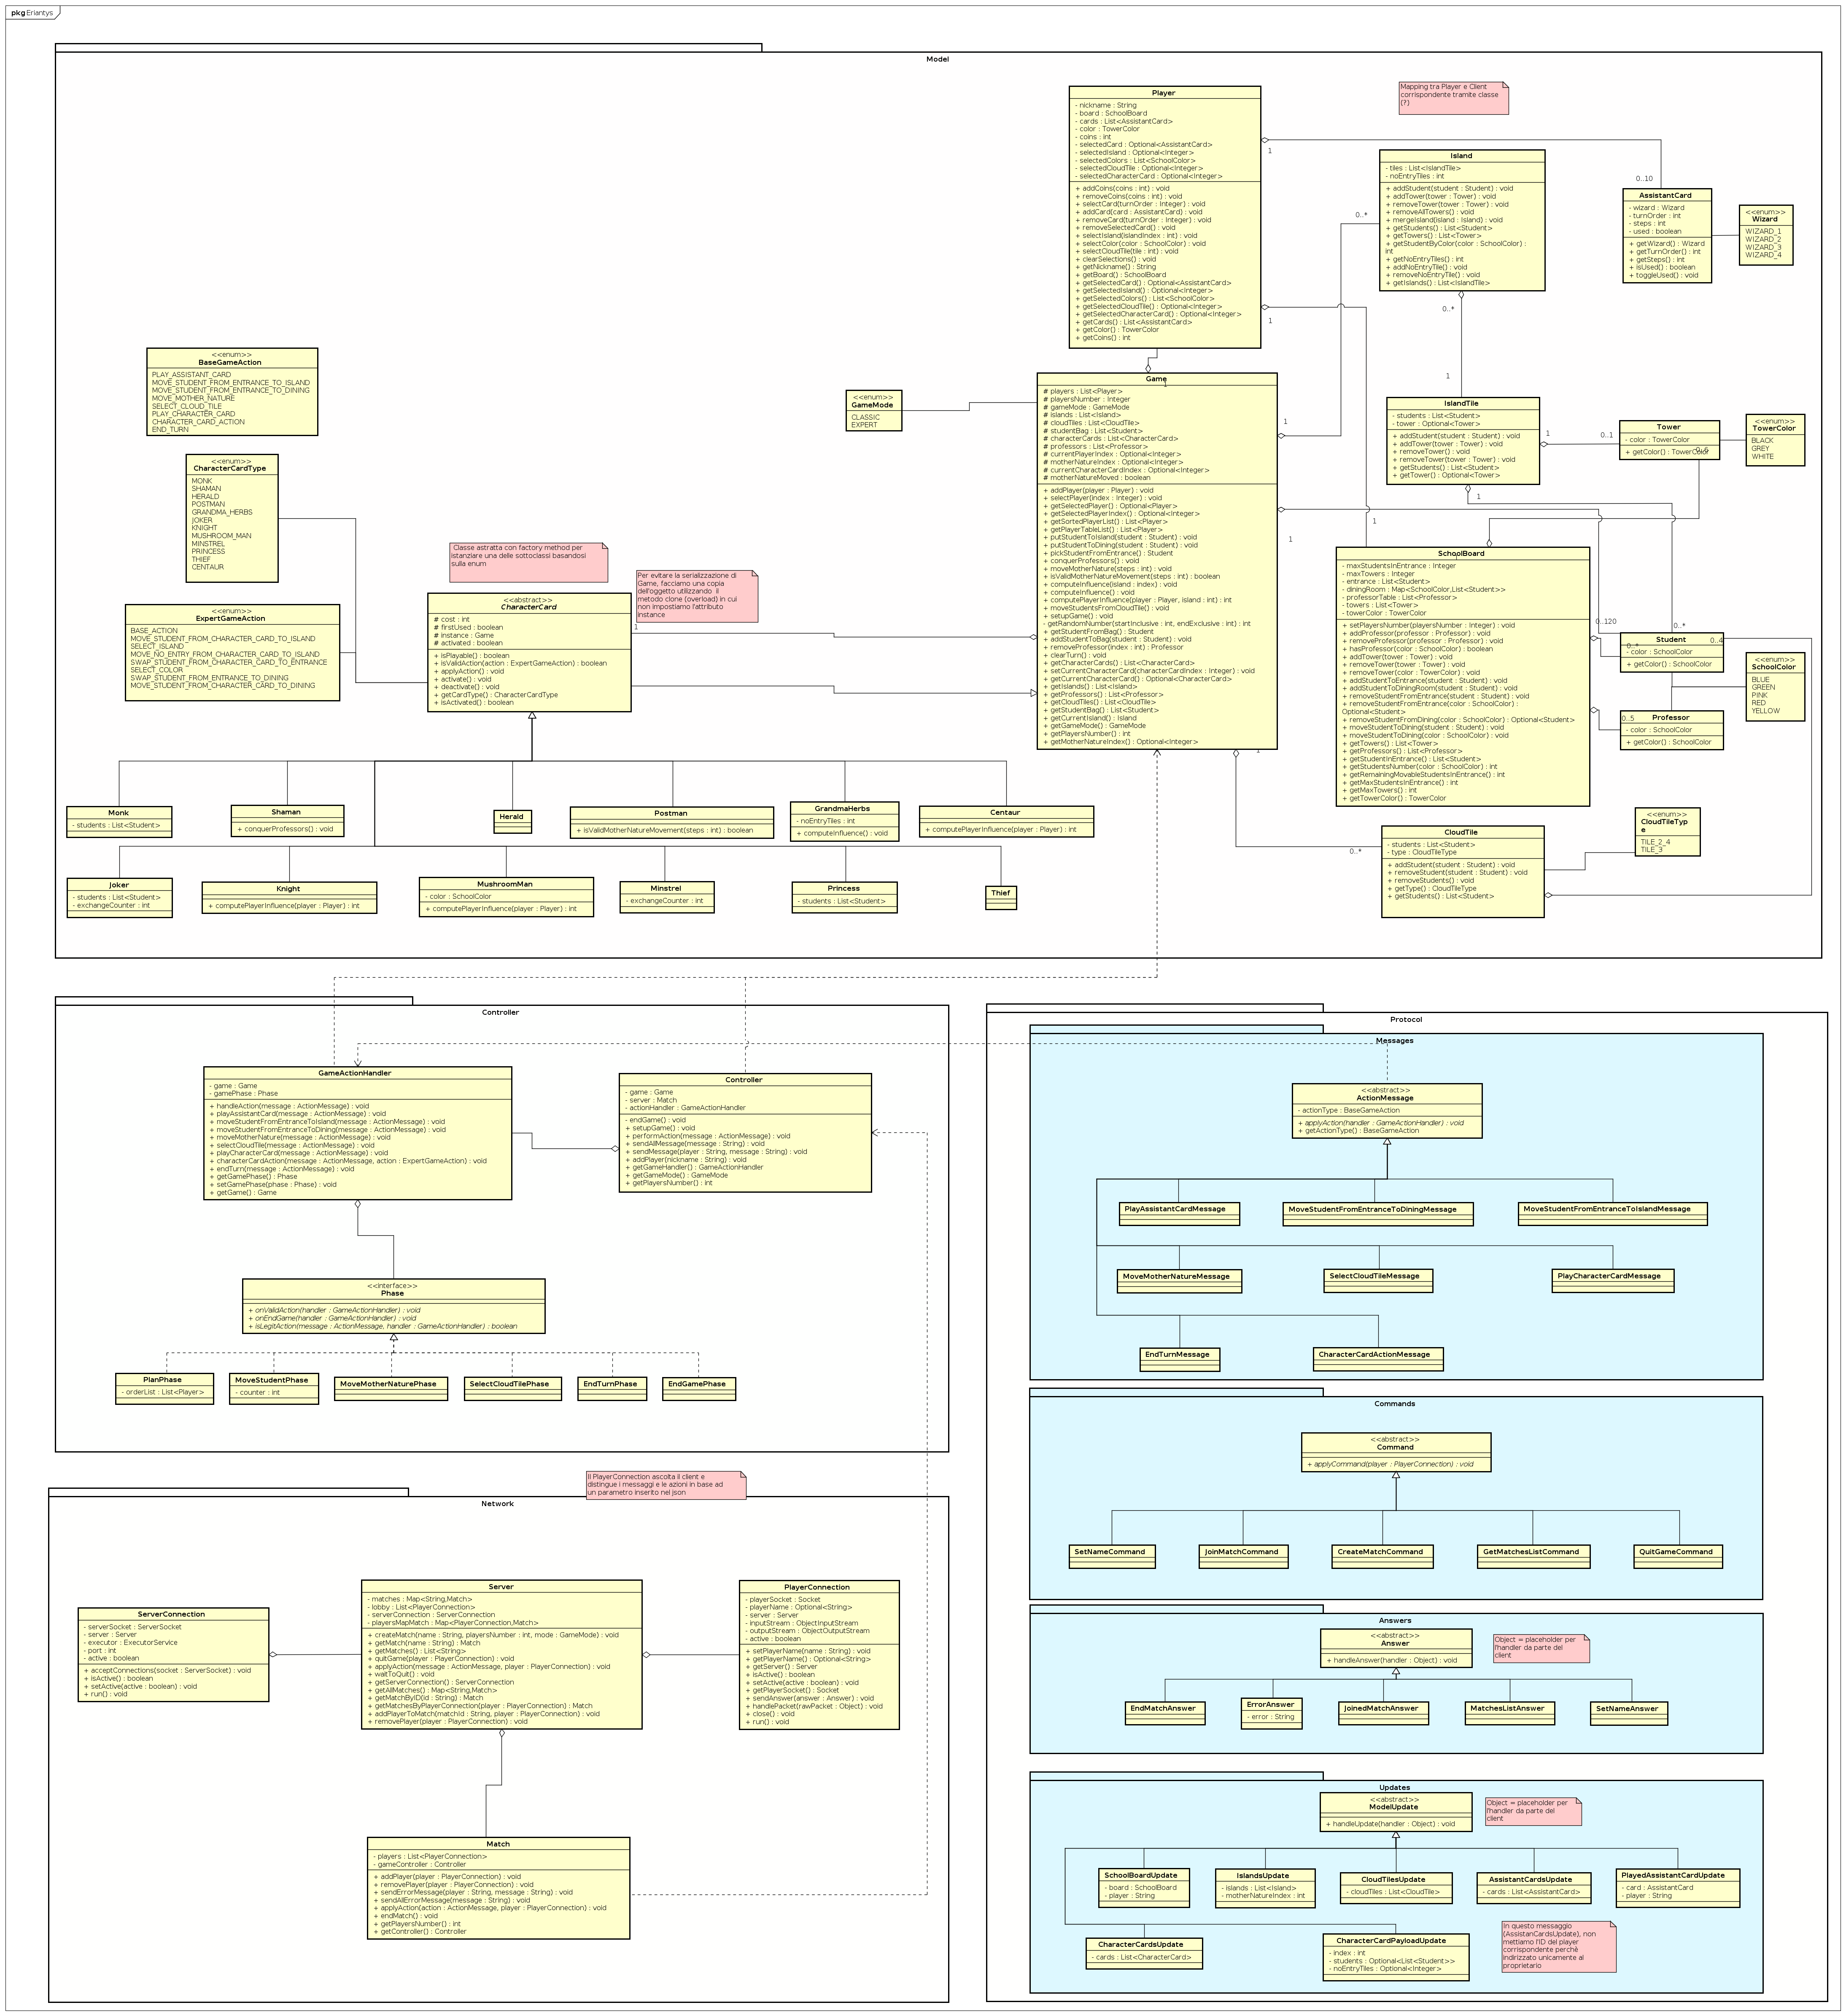 pkg Eriantys
Model
Player
- nickname : String
- board : SchoolBoard
- cards : List<AssistantCard>
- color : TowerColor
- coins : int
- selectedCard : Optional<AssistantCard>
- selectedIsland : Optional<Integer>
- selectedColors : List<SchoolColor>
- selectedCloudTile : Optional<Integer>
- selectedCharacterCard : Optional<Integer>
+ addCoins(coins : int) : void
+ removeCoins(coins : int) : void
+ selectCard(turnOrder : Integer) : void
+ addCard(card : AssistantCard) : void
+ removeCard(turnOrder : Integer) : void
+ removeSelectedCard() : void
+ selectIsland(islandIndex : int) : void
+ selectColor(color : SchoolColor) : void
+ selectCloudTile(tile : int) : void
+ clearSelections() : void
+ getNickname() : String
+ getBoard() : SchoolBoard
+ getSelectedCard() : Optional<AssistantCard>
+ getSelectedIsland() : Optional<Integer>
+ getSelectedColors() : List<SchoolColor>
+ getSelectedCloudTile() : Optional<Integer>
+ getSelectedCharacterCard() : Optional<Integer>
+ getCards() : List<AssistantCard>
+ getColor() : TowerColor
+ getCoins() : int
Mapping tra Player e Client
corrispondente tramite classe
(?)
1
0..10
1
Island
- tiles : List<IslandTile>
- noEntryTiles : int
+ addStudent(student : Student) : void
+ addTower(tower : Tower) : void
+ removeTower(tower : Tower) : void
+ removeAllTowers() : void
+ mergeIsland(island : Island) : void
+ getStudents() : List<Student>
+ getTowers() : List<Tower>
+ getStudentByColor(color : SchoolColor) :
int
+ getNoEntryTiles() : int
+ addNoEntryTile() : void
+ removeNoEntryTile() : void
+ getIslands() : List<IslandTile>
0..*
0..*
1
AssistantCard
- wizard : Wizard
- turnOrder : int
- steps : int
- used : boolean
+ getWizard() : Wizard
+ getTurnOrder() : int
+ getSteps() : int
+ isUsed() : boolean
+ toggleUsed() : void
<<enum>>
Wizard
WIZARD_1
WIZARD_2
WIZARD_3
WIZARD_4
<<enum>>
BaseGameAction
PLAY_ASSISTANT_CARD
MOVE_STUDENT_FROM_ENTRANCE_TO_ISLAND
MOVE_STUDENT_FROM_ENTRANCE_TO_DINING
MOVE_MOTHER_NATURE
SELECT_CLOUD_TILE
PLAY_CHARACTER_CARD
CHARACTER_CARD_ACTION
END_TURN
<<enum>>
GameMode
CLASSIC
EXPERT
Game
1
# players : List<Player>
# playersNumber : Integer
# gameMode : GameMode
# islands : List<Island>
# cloudTiles : List<CloudTile>
# studentBag : List<Student>
# characterCards : List<CharacterCard>
# professors : List<Professor>
# currentPlayerIndex : Optional<Integer>
# motherNatureIndex : Optional<Integer>
# currentCharacterCardIndex : Optional<Integer>
# motherNatureMoved : boolean
+ addPlayer(player : Player) : void
+ selectPlayer(index : Integer) : void
+ getSelectedPlayer() : Optional<Player>
+ getSelectedPlayerIndex() : Optional<Integer>
+ getSortedPlayerList() : List<Player>
+ getPlayerTableList() : List<Player>
+ putStudentToIsland(student : Student) : void
+ putStudentToDining(student : Student) : void
+ pickStudentFromEntrance() : Student
+ conquerProfessors() : void
+ moveMotherNature(steps : int) : void
+ isValidMotherNatureMovement(steps : int) : boolean
+ computeInfluence(island : index) : void
+ computeInfluence() : void
+ computePlayerInfluence(player : Player, island : int) : int
+ moveStudentsFromCloudTile() : void
+ setupGame() : void
- getRandomNumber(startInclusive : int, endExclusive : int) : int
+ getStudentFromBag() : Student
+ addStudentToBag(student : Student) : void
+ removeProfessor(index : int) : Professor
+ clearTurn() : void
+ getCharacterCards() : List<CharacterCard>
+ setCurrentCharacterCard(characterCardIndex : Integer) : void
+ getCurrentCharacterCard() : Optional<CharacterCard>
+ getIslands() : List<Island>
+ getProfessors() : List<Professor>
+ getCloudTiles() : List<CloudTile>
+ getStudentBag() : List<Student>
+ getCurrentIsland() : Island
+ getGameMode() : GameMode
+ getPlayersNumber() : int
+ getMotherNatureIndex() : Optional<Integer>
1
1
1
1
IslandTile
- students : List<Student>
- tower : Optional<Tower>
+ addStudent(student : Student) : void
+ addTower(tower : Tower) : void
+ removeTower() : void
+ removeTower(tower : Tower) : void
+ getStudents() : List<Student>
+ getTower() : Optional<Tower>
1
0..1
1
Tower
- color : TowerColor
+ getColor() : TowerColor
<<enum>>
TowerColor
BLACK
GREY
WHITE
<<enum>>
CharacterCardType
MONK
SHAMAN
HERALD
POSTMAN
GRANDMA_HERBS
JOKER
KNIGHT
MUSHROOM_MAN
MINSTREL
PRINCESS
THIEF
CENTAUR
<<enum>>
ExpertGameAction
BASE_ACTION
MOVE_STUDENT_FROM_CHARACTER_CARD_TO_ISLAND
SELECT_ISLAND
MOVE_NO_ENTRY_FROM_CHARACTER_CARD_TO_ISLAND
SWAP_STUDENT_FROM_CHARACTER_CARD_TO_ENTRANCE
SELECT_COLOR
SWAP_STUDENT_FROM_ENTRANCE_TO_DINING
MOVE_STUDENT_FROM_CHARACTER_CARD_TO_DINING
Classe astratta con factory method per
istanziare una delle sottoclassi basandosi
sulla enum
Per evitare la serializzazione di
Game, facciamo una copia
dell'oggetto utilizzando il
metodo clone (overload) in cui
non impostiamo l'attributo
instance
<<abstract>>
CharacterCard
# cost : int
# firstUsed : boolean
# instance : Game
# activated : boolean
+ isPlayable() : boolean
+ isValidAction(action : ExpertGameAction) : boolean
+ applyAction() : void
+ activate() : void
+ deactivate() : void
+ getCardType() : CharacterCardType
+ isActivated() : boolean
1
SchoolBoard
- maxStudentsInEntrance : Integer
- maxTowers : Integer
- entrance : List<Student>
- diningRoom : Map<SchoolColor,List<Student>>
- professorTable : List<Professor>
- towers : List<Tower>
- towerColor : TowerColor
+ setPlayersNumber(playersNumber : Integer) : void
+ addProfessor(professor : Professor) : void
+ removeProfessor(professor : Professor) : void
+ hasProfessor(color : SchoolColor) : boolean
+ addTower(tower : Tower) : void
+ removeTower(tower : Tower) : void
+ removeTower(color : TowerColor) : void
+ addStudentToEntrance(student : Student) : void
+ addStudentToDiningRoom(student : Student) : void
+ removeStudentFromEntrance(student : Student) : void
+ removeStudentFromEntrance(color : SchoolColor) :
Optional<Student>
+ removeStudentFromDining(color : SchoolColor) : Optional<Student>
+ moveStudentToDining(student : Student) : void
+ moveStudentToDining(color : SchoolColor) : void
+ getTowers() : List<Tower>
+ getProfessors() : List<Professor>
+ getStudentInEntrance() : List<Student>
+ getStudentsNumber(color : SchoolColor) : int
+ getRemainingMovableStudentsInEntrance() : int
+ getMaxStudentsInEntrance() : int
+ getMaxTowers() : int
+ getTowerColor() : TowerColor
0..120
0..*
Student
0..4
- color : SchoolColor
+ getColor() : SchoolColor
<<enum>>
SchoolColor
BLUE
GREEN
PINK
RED
YELLOW
Professor
0..5
- color : SchoolColor
+ getColor() : SchoolColor
Monk
- students : List<Student>
Shaman
+ conquerProfessors() : void
Herald
Postman
+ isValidMotherNatureMovement(steps : int) : boolean
GrandmaHerbs
- noEntryTiles : int
+ computeInfluence() : void
Centaur
+ computePlayerInfluence(player : Player) : int
Joker
- students : List<Student>
- exchangeCounter : int
Knight
+ computePlayerInfluence(player : Player) : int
MushroomMan
- color : SchoolColor
+ computePlayerInfluence(player : Player) : int
Minstrel
- exchangeCounter : int
Princess
- students : List<Student>
Thief
0..*
CloudTile
- students : List<Student>
- type : CloudTileType
+ addStudent(student : Student) : void
+ removeStudent(student : Student) : void
+ removeStudents() : void
+ getType() : CloudTileType
+ getStudents() : List<Student>
<<enum>>
CloudTileTyp
e
TILE_2_4
TILE_3
Controller
GameActionHandler
- game : Game
- gamePhase : Phase
+ handleAction(message : ActionMessage) : void
+ playAssistantCard(message : ActionMessage) : void
+ moveStudentFromEntranceToIsland(message : ActionMessage) : void
+ moveStudentFromEntranceToDining(message : ActionMessage) : void
+ moveMotherNature(message : ActionMessage) : void
+ selectCloudTile(message : ActionMessage) : void
+ playCharacterCard(message : ActionMessage) : void
+ characterCardAction(message : ActionMessage, action : ExpertGameAction) : void
+ endTurn(message : ActionMessage) : void
+ getGamePhase() : Phase
+ setGamePhase(phase : Phase) : void
+ getGame() : Game
Controller
- game : Game
- server : Match
- actionHandler : GameActionHandler
- endGame() : void
+ setupGame() : void
+ performAction(message : ActionMessage) : void
+ sendAllMessage(message : String) : void
+ sendMessage(player : String, message : String) : void
+ addPlayer(nickname : String) : void
+ getGameHandler() : GameActionHandler
+ getGameMode() : GameMode
+ getPlayersNumber() : int
<<interface>>
Phase
+ onValidAction(handler : GameActionHandler) : void
+ onEndGame(handler : GameActionHandler) : void
+ isLegitAction(message : ActionMessage, handler : GameActionHandler) : boolean
PlanPhase
- orderList : List<Player>
MoveStudentPhase
- counter : int
MoveMotherNaturePhase
SelectCloudTilePhase
EndTurnPhase
EndGamePhase
Protocol
Messages
<<abstract>>
ActionMessage
- actionType : BaseGameAction
+ applyAction(handler : GameActionHandler) : void
+ getActionType() : BaseGameAction
PlayAssistantCardMessage
MoveStudentFromEntranceToDiningMessage
MoveStudentFromEntranceToIslandMessage
MoveMotherNatureMessage
SelectCloudTileMessage
PlayCharacterCardMessage
EndTurnMessage
CharacterCardActionMessage
Commands
<<abstract>>
Command
+ applyCommand(player : PlayerConnection) : void
SetNameCommand
JoinMatchCommand
CreateMatchCommand
GetMatchesListCommand
QuitGameCommand
Answers
<<abstract>>
Answer
+ handleAnswer(handler : Object) : void
Object = placeholder per
l'handler da parte del
client
EndMatchAnswer
ErrorAnswer
- error : String
JoinedMatchAnswer
MatchesListAnswer
SetNameAnswer
Updates
<<abstract>>
ModelUpdate
+ handleUpdate(handler : Object) : void
Object = placeholder per
l'handler da parte del
client
SchoolBoardUpdate
- board : SchoolBoard
- player : String
IslandsUpdate
- islands : List<Island>
- motherNatureIndex : int
CloudTilesUpdate
- cloudTiles : List<CloudTile>
AssistantCardsUpdate
- cards : List<AssistantCard>
PlayedAssistantCardUpdate
- card : AssistantCard
- player : String
CharacterCardsUpdate
- cards : List<CharacterCard>
CharacterCardPayloadUpdate
- index : int
- students : Optional<List<Student>>
- noEntryTiles : Optional<Integer>
In questo messaggio
(AssistanCardsUpdate), non
mettiamo l'ID del player
corrispondente perchè
indirizzato unicamente al
proprietario
Il PlayerConnection ascolta il client e
distingue i messaggi e le azioni in base ad
un parametro inserito nel json
Network
ServerConnection
- serverSocket : ServerSocket
- server : Server
- executor : ExecutorService
- port : int
- active : boolean
+ acceptConnections(socket : ServerSocket) : void
+ isActive() : boolean
+ setActive(active : boolean) : void
+ run() : void
Server
- matches : Map<String,Match>
- lobby : List<PlayerConnection>
- serverConnection : ServerConnection
- playersMapMatch : Map<PlayerConnection,Match>
+ createMatch(name : String, playersNumber : int, mode : GameMode) : void
+ getMatch(name : String) : Match
+ getMatches() : List<String>
+ quitGame(player : PlayerConnection) : void
+ applyAction(message : ActionMessage, player : PlayerConnection) : void
+ waitToQuit() : void
+ getServerConnection() : ServerConnection
+ getAllMatches() : Map<String,Match>
+ getMatchByID(id : String) : Match
+ getMatchesByPlayerConnection(player : PlayerConnection) : Match
+ addPlayerToMatch(matchId : String, player : PlayerConnection) : void
+ removePlayer(player : PlayerConnection) : void
PlayerConnection
- playerSocket : Socket
- playerName : Optional<String>
- server : Server
- inputStream : ObjectInputStream
- outputStream : ObjectOutputStream
- active : boolean
+ setPlayerName(name : String) : void
+ getPlayerName() : Optional<String>
+ getServer() : Server
+ isActive() : boolean
+ setActive(active : boolean) : void
+ getPlayerSocket() : Socket
+ sendAnswer(answer : Answer) : void
+ handlePacket(rawPacket : Object) : void
+ close() : void
+ run() : void
Match
- players : List<PlayerConnection>
- gameController : Controller
+ addPlayer(player : PlayerConnection) : void
+ removePlayer(player : PlayerConnection) : void
+ sendErrorMessage(player : String, message : String) : void
+ sendAllErrorMessage(message : String) : void
+ applyAction(action : ActionMessage, player : PlayerConnection) : void
+ endMatch() : void
+ getPlayersNumber() : int
+ getController() : Controller